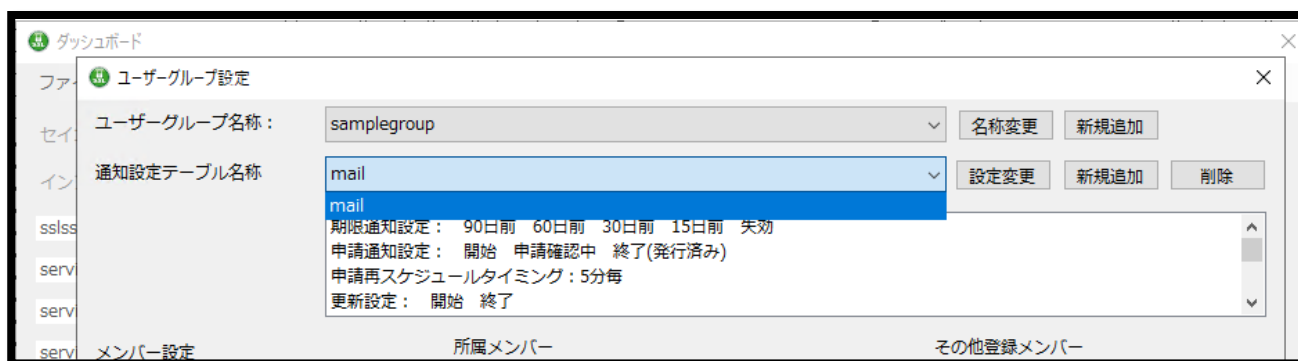 ダッシュボード
ファイ
ユーザーグループ設定
セイン
ユーザーグループ名称：
samplegroup
名称変更
新規追加
イン
通知設定テーブル名称
mail
設定変更
新規追加
削除
mail
sslss
期限通知設定： 90日前 60日前 30日前 15日前 失効
申請通知設定： 開始 申請確認中 終了(発行済み)
servi
申請再スケジュールタイミング：5分毎
servi
更新設定： 開始 終了
servi
メンバー設定
所属メンバー
その他登録メンバー